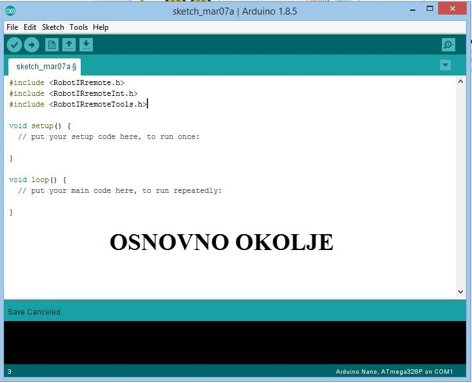 sketch_mar07a | Arduino 1.8.5
File Edit Sketch Tools Help
sketch_mar07a §
#include <RobotIRremote.h>
#include <RobotIRremoteInt.h>
#include <RobotIRremoteTools.h>
void setup() {
// put your setup code here, to run once:
}
void loop() {
// put your main code here, to run repeatedly:
}
OSNOVNO OKOLJE
Save Canceled.
3 Arduino Nano, ATmega328P on COM1